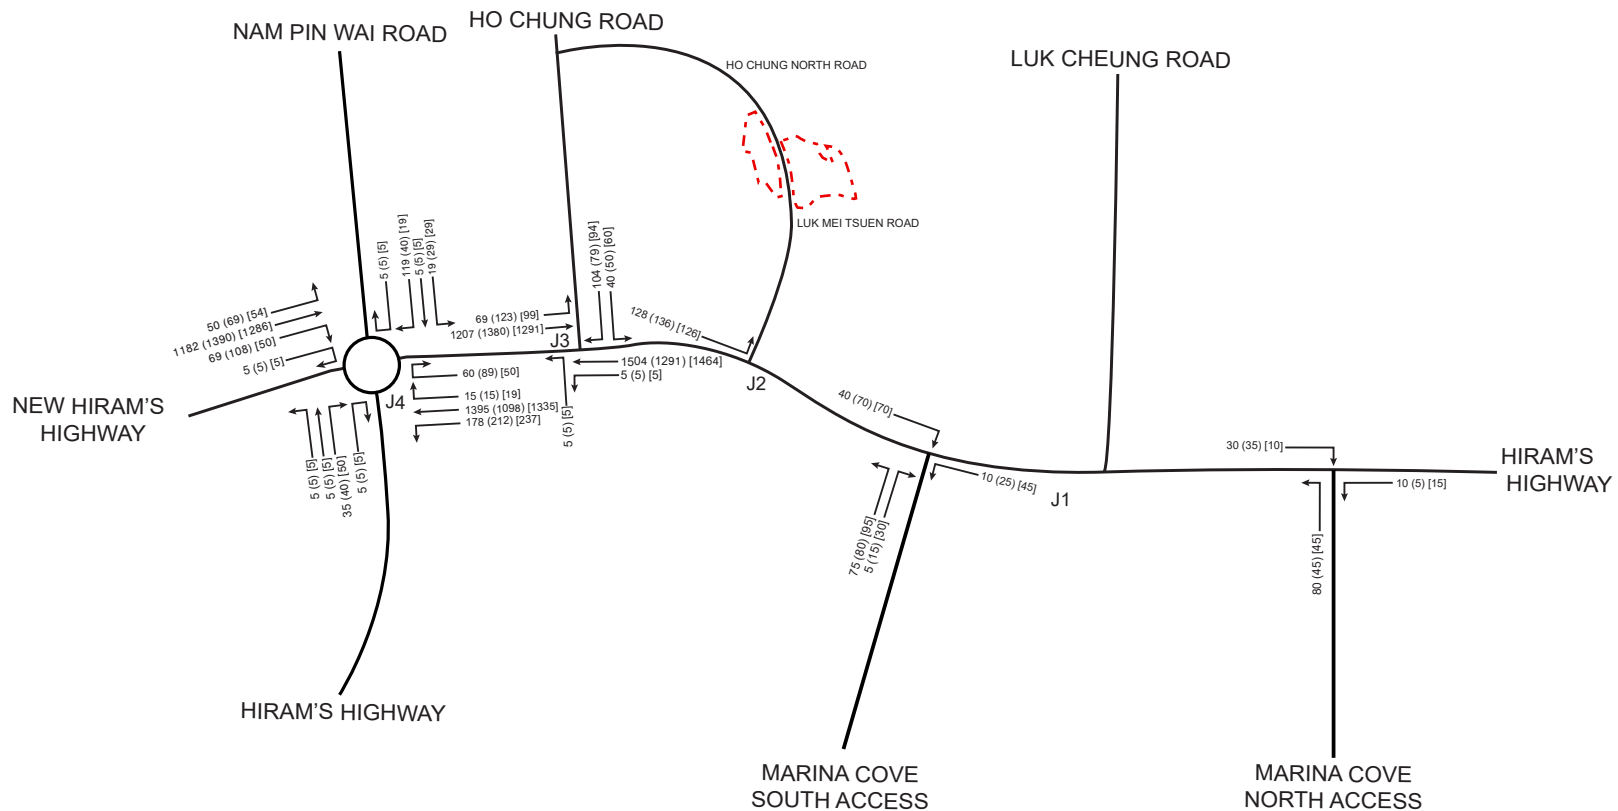 NAM PIN WAI ROAD
HO CHUNG ROAD
HO CHUNG NORTH ROAD
LUK CHEUNG ROAD
LUK MEI TSUEN ROAD
5 (5) [5]
119 (40) [19]
5 (5) [5]
19 (29) [29]
104 (79) [94]
40 (50) [60]
50 (69) [54]
1182 (1390) [1286]
69 (108) [50]
5 (5) [5]
69 (123) [99]
1207 (1380) [1291]
J3
128 (136) [126]
J2
1504 (1291) [1464]
5 (5) [5]
60 (89) [50]
15 (15) [19]
1395 (1098) [1335]
178 (212) [237]
5 (5) [5]
J4
NEW HIRAM'S
HIGHWAY
5 (5) [5]
5 (5) [5]
35 (40) [50]
5 (5) [5]
40 (70) [70]
10 (25) [45]
75 (80) [95]
5 (15) [30]
J1
30 (35) [10]
10 (5) [15]
80 (45) [45]
HIRAM'S
HIGHWAY
HIRAM'S HIGHWAY
MARINA COVE
SOUTH ACCESS
MARINA COVE
NORTH ACCESS